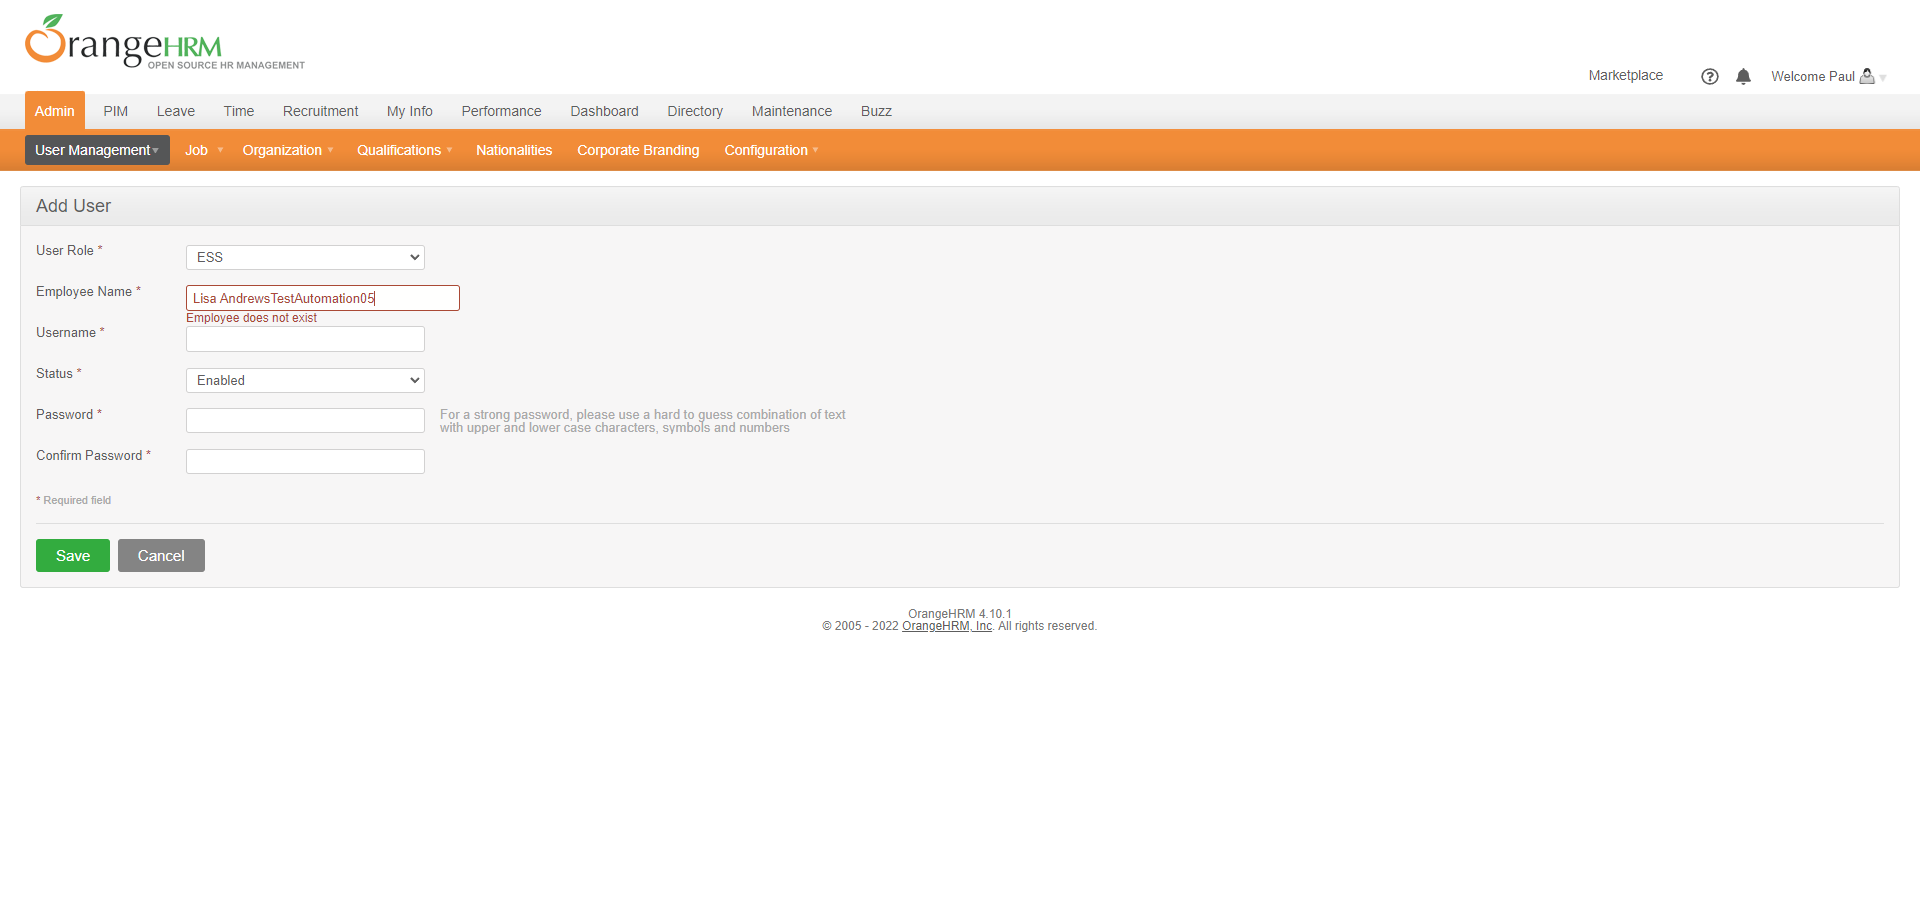 OrangeHRM
OPEN SOURCE HR MANAGEMENT
Marketplace
Welcome Paul
Admin PIM Leave Time Recruitment My Info Performance Dashboard Directory Maintenance Buzz
User Management Job Organization Qualifications Nationalities Corporate Branding Configuration
Add User
User Role *
ESS
Employee Name *
Lisa AndrewsTestAutomation05
Employee does not exist
Username *
Status *
Enabled
Password *
For a strong password, please use a hard to guess combination of text
with upper and lower case characters, symbols and numbers
Confirm Password *
* Required field
Save Cancel
OrangeHRM 4.10.1
© 2005 - 2022 OrangeHRM, Inc. All rights reserved.